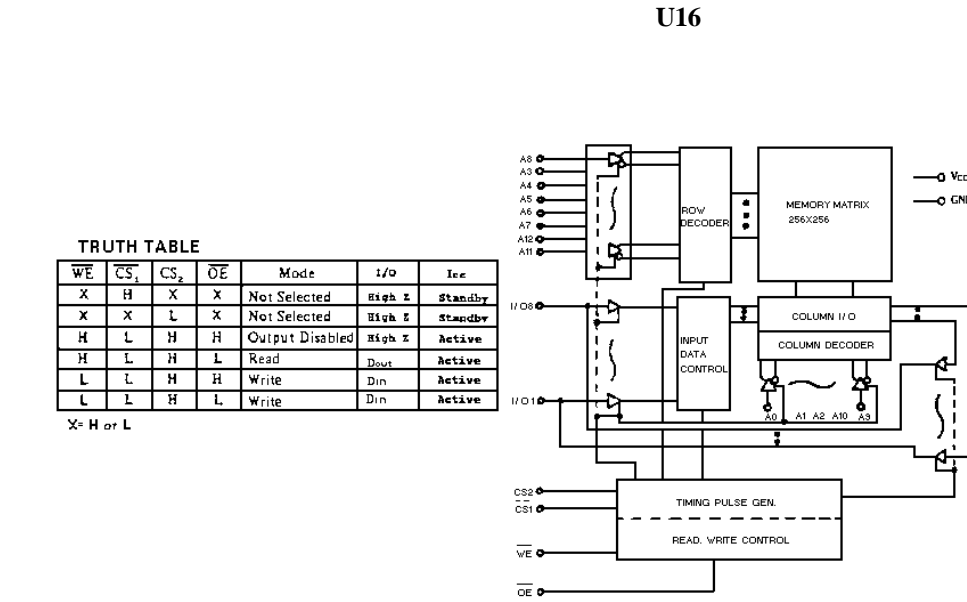 U16
TRUTH TABLE
WE CS1 CS2 OE Mode I/O Icc
X H X X Not Selected High Z Standby
X X L X Not Selected High Z Standby
H L H H Output Disabled High Z Active
H L H L Read Dout Active
L L H H Write Din Active
L L H L Write Din Active
X= H or L
A8
A3
A4
A5
A6
A7
A12
A11
ROW
DECODER
MEMORY MATRIX
256X256
Vcc
GND
I/O8
INPUT
DATA
CONTROL
COLUMN I/O
COLUMN DECODER
I/O1
A0 A1 A2 A10 A9
CS2
CS1
TIMING PULSE GEN.
READ. WRITE CONTROL
WE
OE